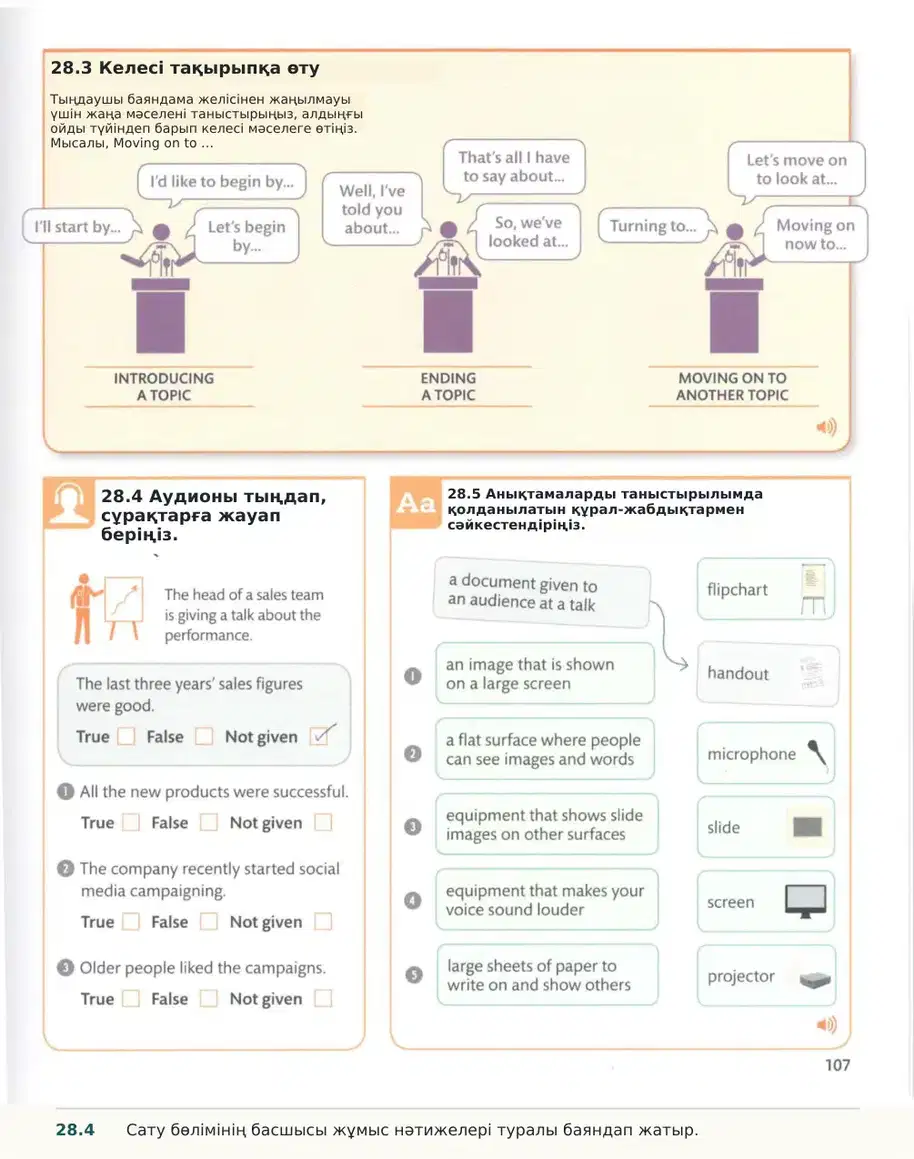 28.3 Келесі тақырыпқа өту
Тыңдаушы баяндама желісінен жаңылмауы
үшін жаңа мәселені таныстырыңыз, алдыңғы
ойды түйіндеп барып келесі мәселеге өтіңіз.
Мысалы, Moving on to ...
I'd like to begin by...
I'll start by...
Let's begin
by...
INTRODUCING
A TOPIC
That's all I have
to say about...
Well, I've
told you
about...
So, we've
looked at...
ENDING
A TOPIC
Let's move on
to look at...
Turning to...
Moving on
now to...
MOVING ON TO
ANOTHER TOPIC
28.4 Аудионы тыңдап,
сұрақтарға жауап
беріңіз.
The head of a sales team
is giving a talk about the
performance.
The last three years' sales figures
were good.
True False Not given
1 All the new products were successful.
True False Not given
2 The company recently started social
media campaigning.
True False Not given
3 Older people liked the campaigns.
True False Not given
Aa
28.5 Анықтамаларды таныстырылымда
қолданылатын құрал-жабдықтармен
сәйкестендіріңіз.
a document given to
an audience at a talk
1 an image that is shown
on a large screen
2 a flat surface where people
can see images and words
3 equipment that shows slide
images on other surfaces
4 equipment that makes your
voice sound louder
5 large sheets of paper to
write on and show others
flipchart
handout
microphone
slide
screen
projector
107
28.4 Сату бөлімінің басшысы жұмыс нәтижелері туралы баяндап жатыр.